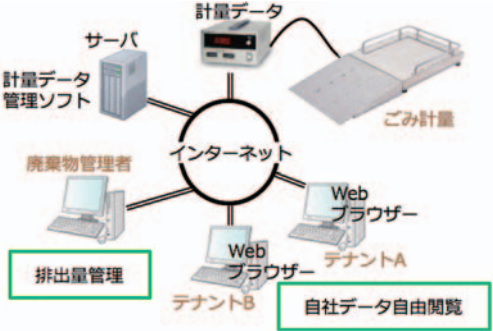 計量データ
サーバ
計量データ
管理ソフト
ごみ計量
インターネット
廃棄物管理者
Web
ブラウザー
テナントA
Web
ブラウザー
テナントB
排出量管理
自社データ自由閲覧